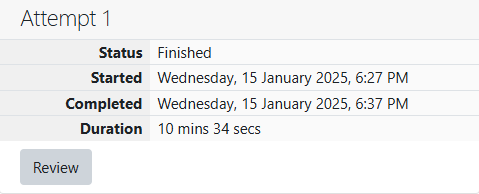 Attempt 1
Status Finished
Started Wednesday, 15 January 2025, 6:27 PM
Completed Wednesday, 15 January 2025, 6:37 PM
Duration 10 mins 34 secs
Review